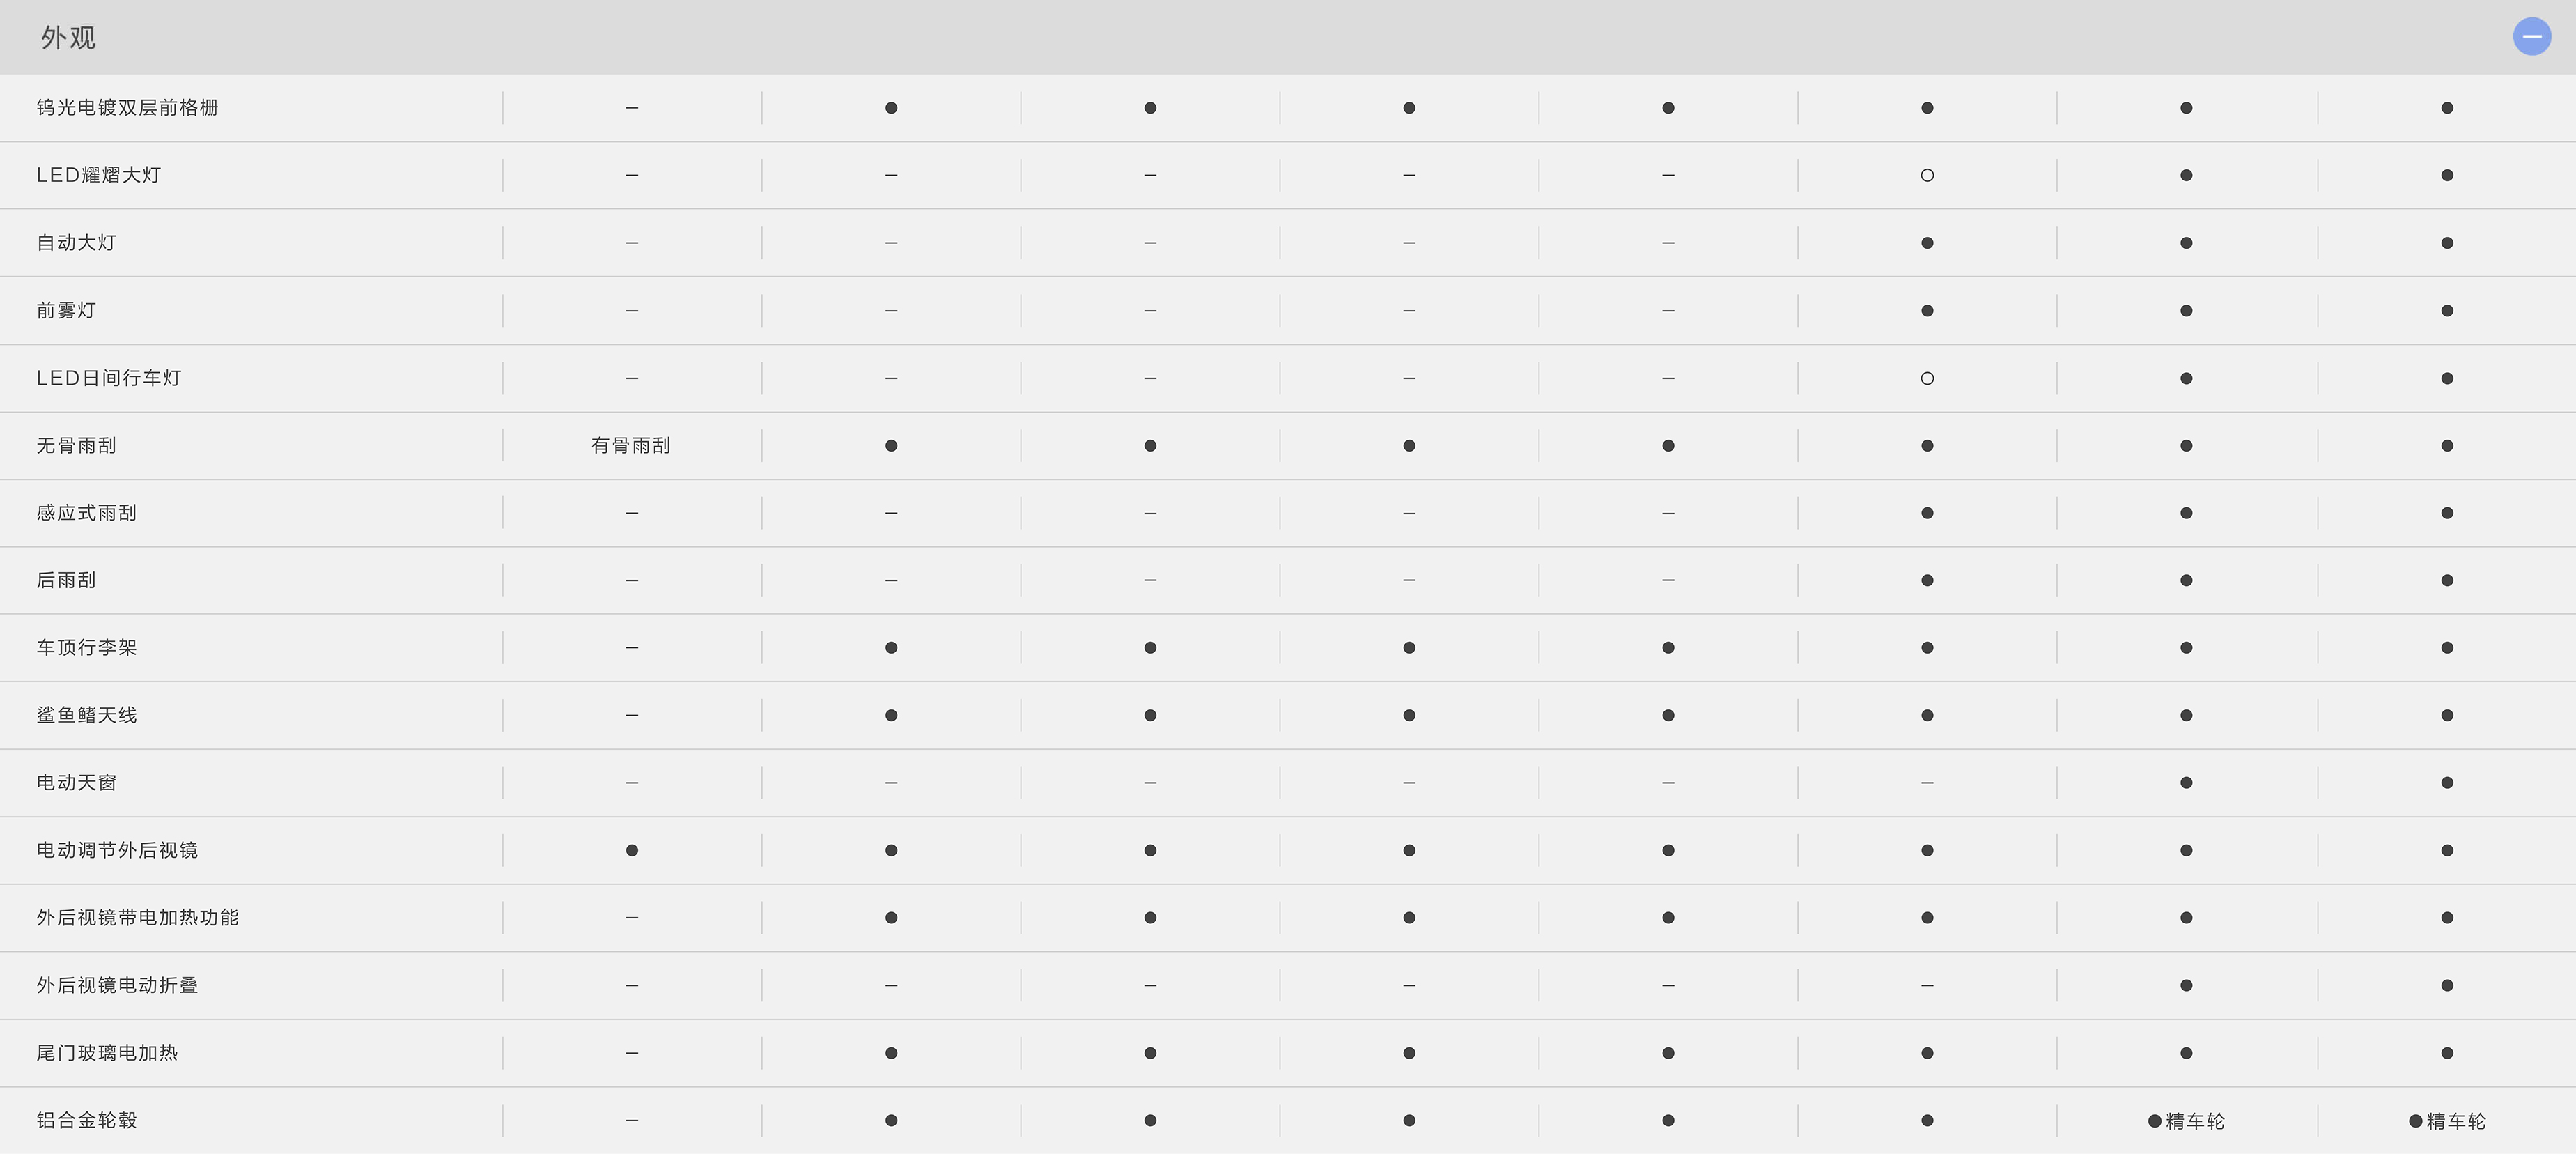 外观
钨光电镀双层前格栅 – ● ● ● ● ● ● ●
LED耀熠大灯 – – – – – ○ ● ●
自动大灯 – – – – – ● ● ●
前雾灯 – – – – – ● ● ●
LED日间行车灯 – – – – – ○ ● ●
无骨雨刮 有骨雨刮 ● ● ● ● ● ● ●
感应式雨刮 – – – – – ● ● ●
后雨刮 – – – – – ● ● ●
车顶行李架 – ● ● ● ● ● ● ●
鲨鱼鳍天线 – ● ● ● ● ● ● ●
电动天窗 – – – – – – ● ●
电动调节外后视镜 ● ● ● ● ● ● ● ●
外后视镜带电加热功能 – ● ● ● ● ● ● ●
外后视镜电动折叠 – – – – – – ● ●
尾门玻璃电加热 – ● ● ● ● ● ● ●
铝合金轮毂 – ● ● ● ● ● ●精车轮 ●精车轮